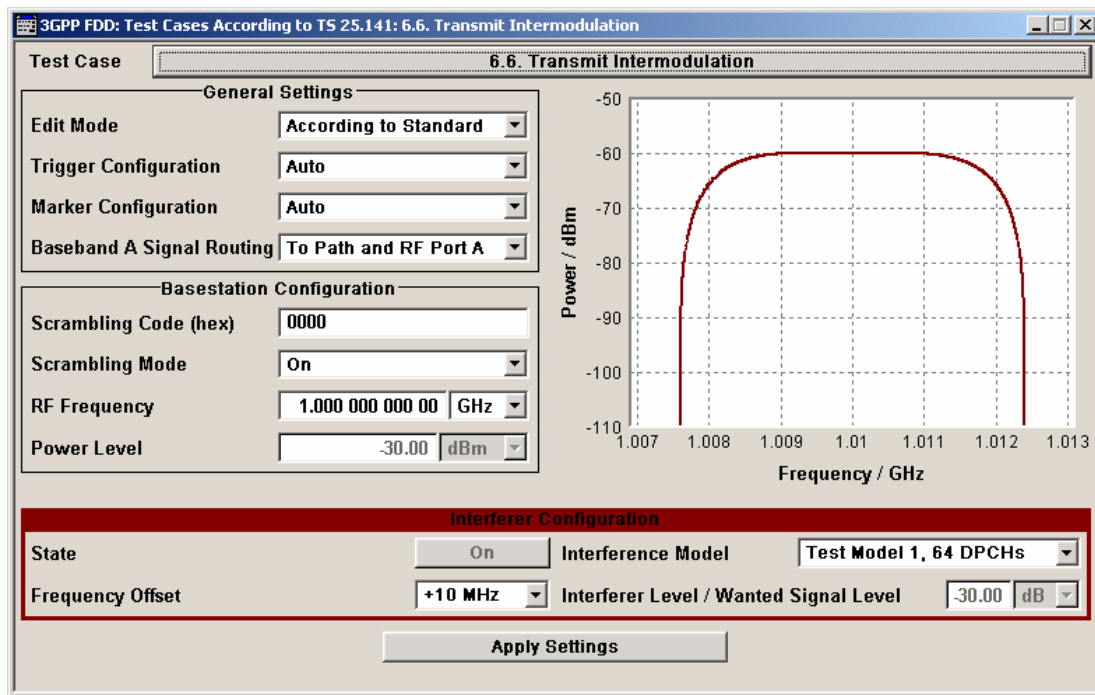 3GPP FDD: Test Cases According to TS 25.141: 6.6. Transmit Intermodulation
Test Case
6.6. Transmit Intermodulation
General Settings
Edit Mode
According to Standard
Trigger Configuration
Auto
Marker Configuration
Auto
Baseband A Signal Routing
To Path and RF Port A
Basestation Configuration
Scrambling Code (hex)
0000
Scrambling Mode
On
RF Frequency
1.000 000 000 00
GHz
Power Level
-30.00
dBm
Power / dBm
-50
-60
-70
-80
-90
-100
-110
1.007
1.008
1.009
1.01
1.011
1.012
1.013
Frequency / GHz
Interferer Configuration
State
On
Interference Model
Test Model 1, 64 DPCHs
Frequency Offset
+10 MHz
Interferer Level / Wanted Signal Level
-30.00
dB
Apply Settings